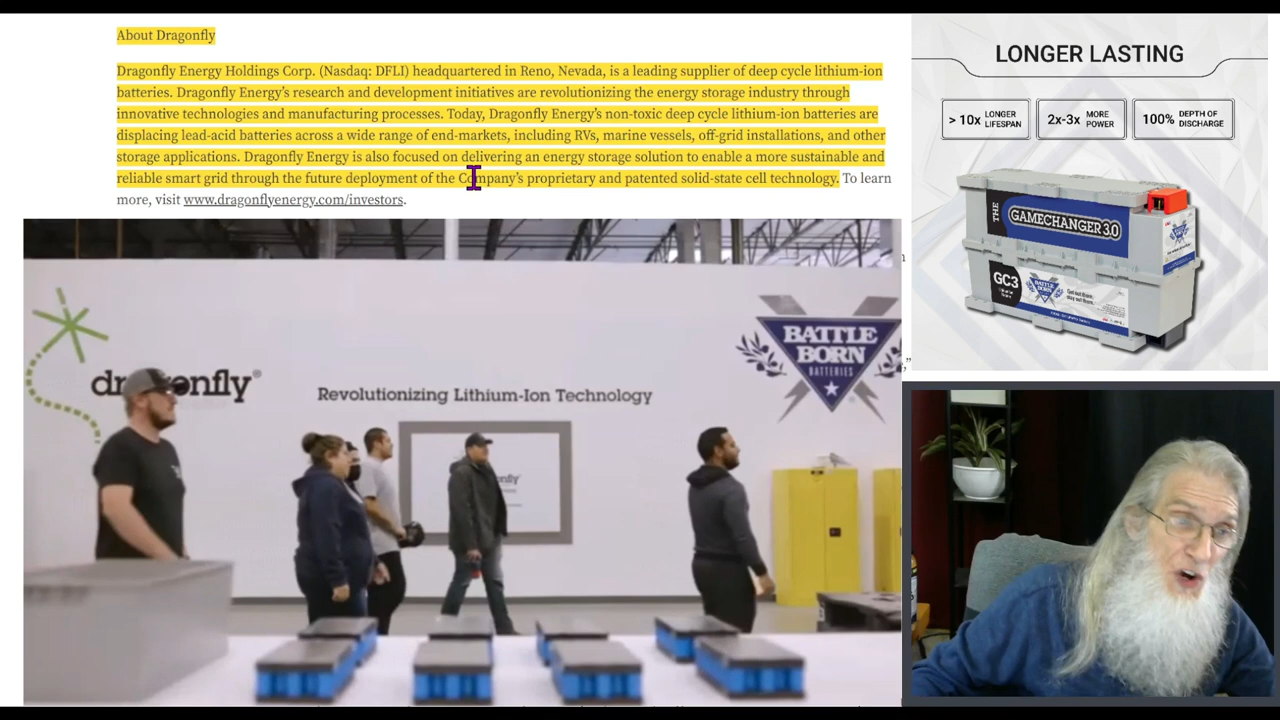 About Dragonfly
Dragonfly Energy Holdings Corp. (Nasdaq: DFLI) headquartered in Reno, Nevada, is a leading supplier of deep cycle lithium-ion
batteries. Dragonfly Energy’s research and development initiatives are revolutionizing the energy storage industry through
innovative technologies and manufacturing processes. Today, Dragonfly Energy’s non-toxic deep cycle lithium-ion batteries are
displacing lead-acid batteries across a wide range of end-markets, including RVs, marine vessels, off-grid installations, and other
storage applications. Dragonfly Energy is also focused on delivering an energy storage solution to enable a more sustainable and
reliable smart grid through the future deployment of the Company’s proprietary and patented solid-state cell technology. To learn
more, visit www.dragonflyenergy.com/investors.
LONGER LASTING
> 10x LONGER LIFESPAN
2x-3x MORE POWER
100% DEPTH OF DISCHARGE
THE
GAMECHANGER 3.0
GC3
BATTLE BORN
dragonfly®
Revolutionizing Lithium-Ion Technology
BATTLE
BORN
BATTERIES